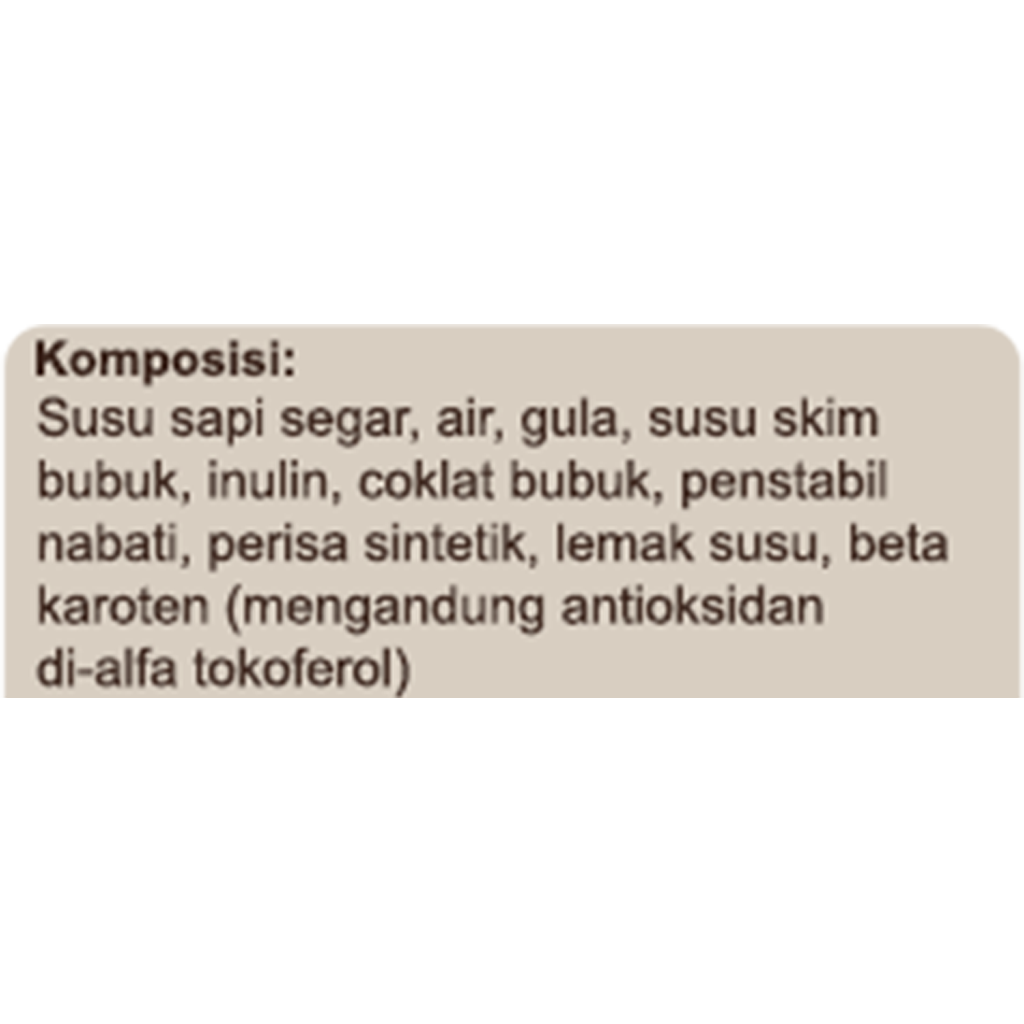 Komposisi:
Susu sapi segar, air, gula, susu skim
bubuk, inulin, coklat bubuk, penstabil
nabati, perisa sintetik, lemak susu, beta
karoten (mengandung antioksidan
di-alfa tokoferol)